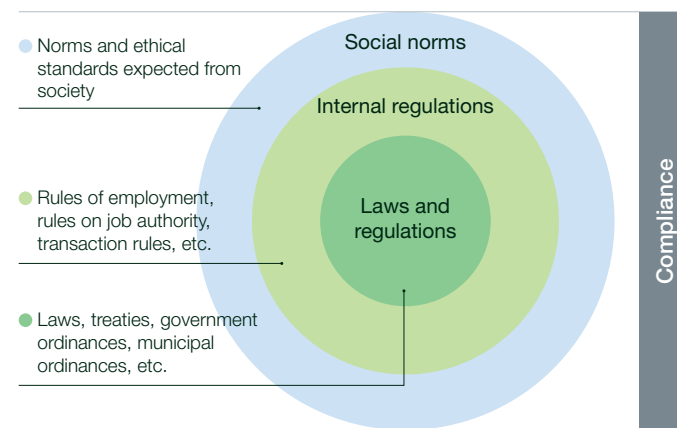 Norms and ethical
standards expected from
society
Social norms
Internal regulations
Rules of employment,
rules on job authority,
transaction rules, etc.
Laws and
regulations
Laws, treaties, government
ordinances, municipal
ordinances, etc.
Compliance